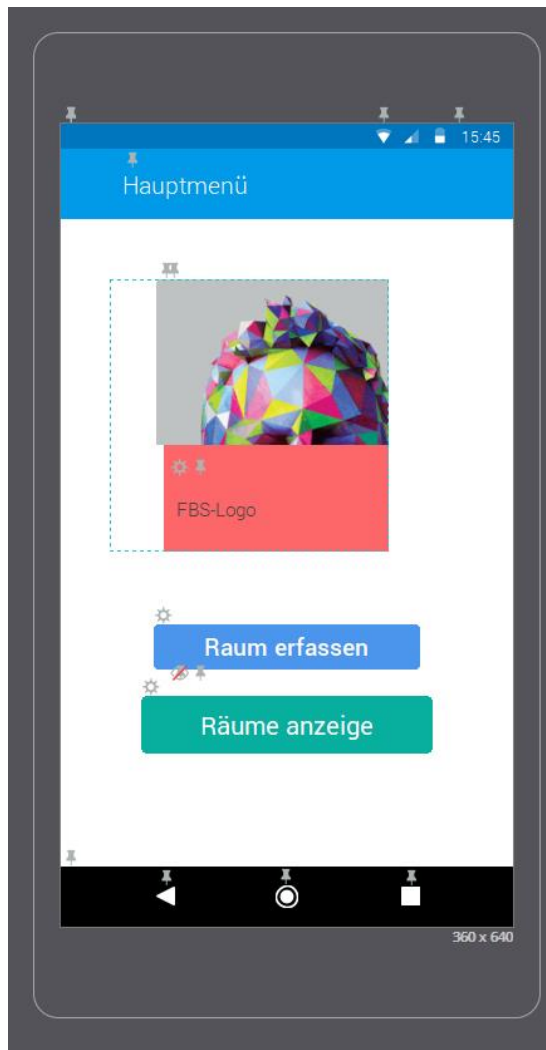 15:45
Hauptmenü
FBS-Logo
Raum erfassen
Räume anzeige
360 x 640